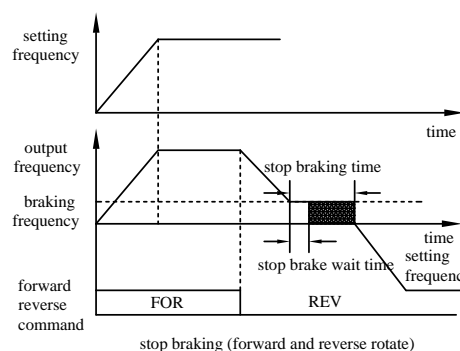 setting
frequency
time
output
frequency
stop braking time
braking
frequency
time
setting
frequency
stop brake wait time
forward
reverse
command
FOR
REV
stop braking (forward and reverse rotate)